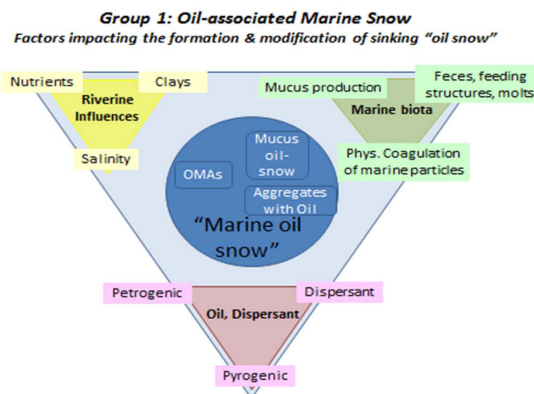 Group 1: Oil-associated Marine Snow
Factors impacting the formation & modification of sinking “oil snow”
Nutrients
Clays
Riverine
Influences
Salinity
Mucus production
Feces, feeding
structures, molts
Marine biota
Phys. Coagulation
of marine particles
OMAs
Mucus
oil-
snow
Aggregates
with Oil
“Marine oil
snow”
Petrogenic
Dispersant
Oil, Dispersant
Pyrogenic